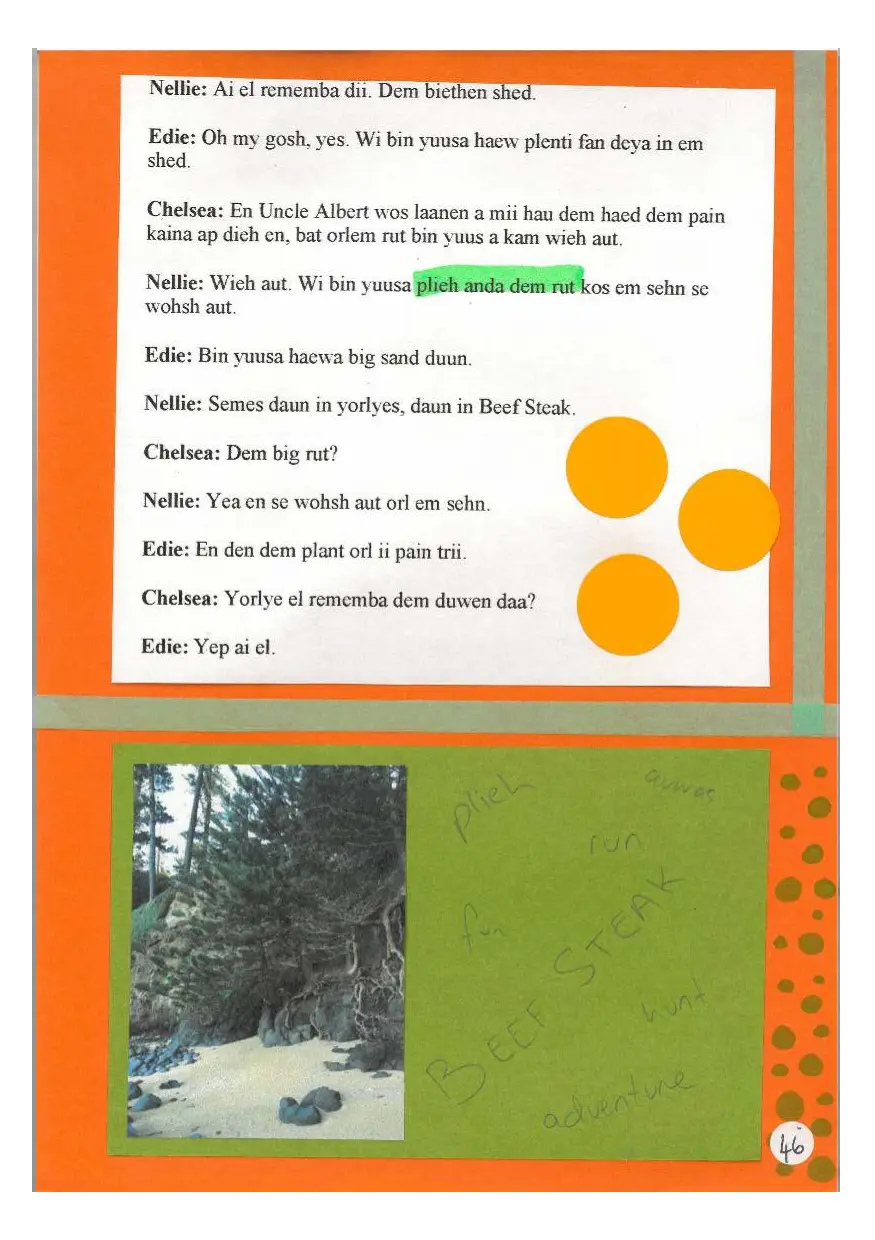 Nellie: Ai el rememba dii. Dem biethen shed.
Edie: Oh my gosh, yes. Wi bin yuusa haew plenti fan deya in em
shed.
Chelsea: En Uncle Albert wos laanen a mii hau dem haed dem pain
kaina ap dieh en, bat orlem rut bin yuus a kam wieh aut.
Nellie: Wieh aut. Wi bin yuusa plieh anda dem rut kos em sehn se
wohsh aut.
Edie: Bin yuusa haewa big sand duun.
Nellie: Semes daun in yorlyes, daun in Beef Steak.
Chelsea: Dem big rut?
Nellie: Yea en se wohsh aut orl em sehn.
Edie: En den dem plant orl ii pain trii.
Chelsea: Yorlye el rememba dem duwen daa?
Edie: Yep ai el.
plieh
auwas
run
fun
BEEF STEAK
hunt
adventure
46